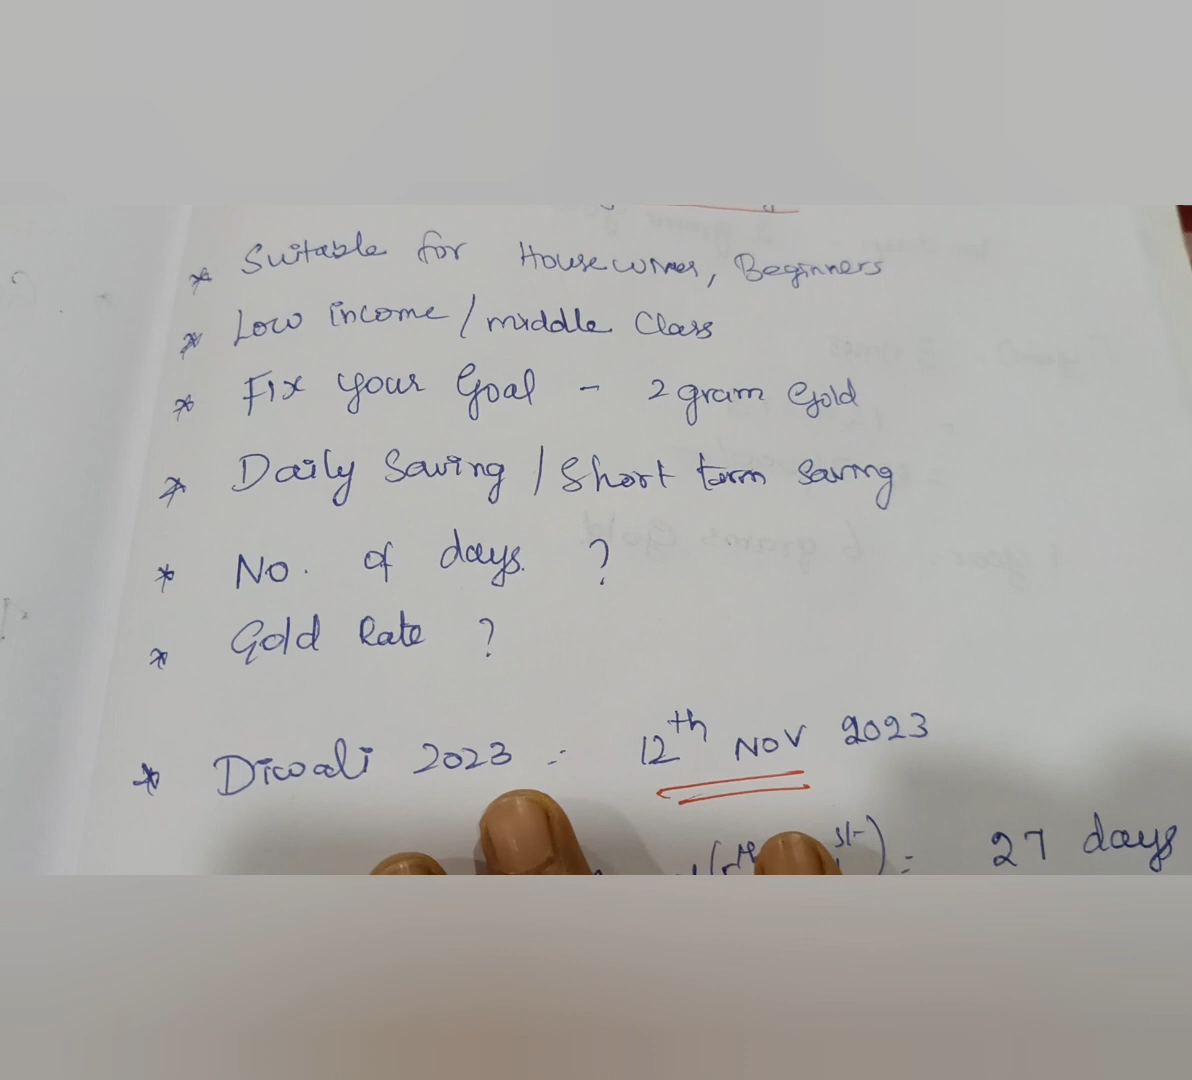 * Suitable for Housewives, Beginners
* Low income / middle Class
* Fix your Goal - 2 gram Gold
* Daily Saving / Short term saving
* No. of days. ?
* Gold Rate ?
* Diwali 2023 :- 12th NOV 2023
27 days